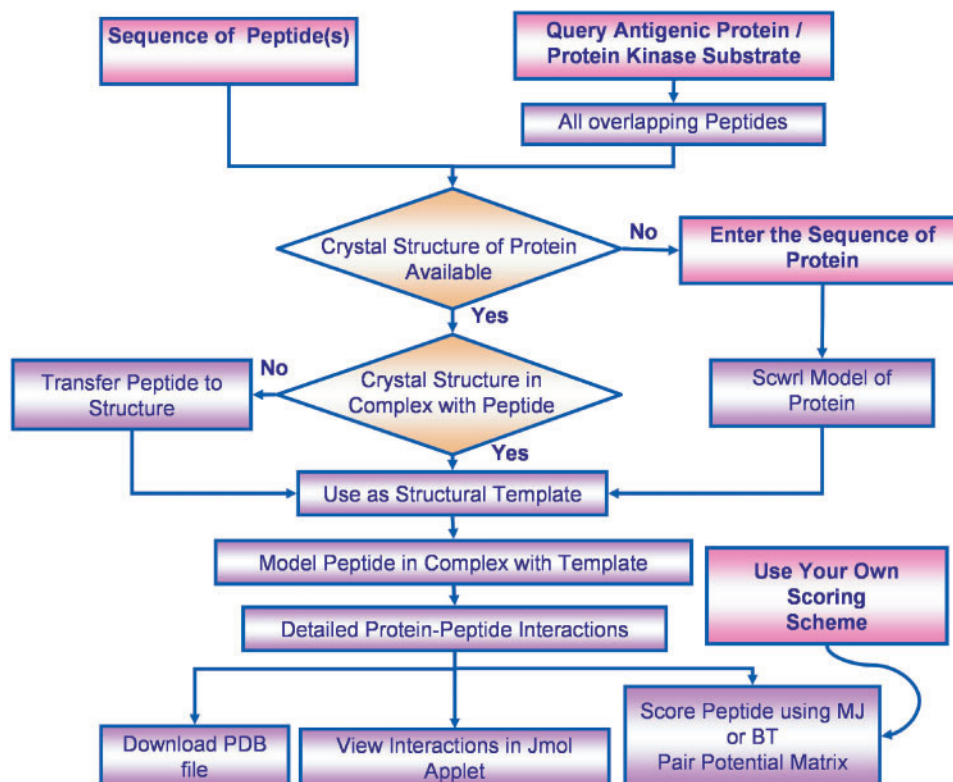 Sequence of Peptide(s)
Query Antigenic Protein /
Protein Kinase Substrate
All overlapping Peptides
Crystal Structure of Protein
Available
No
Enter the Sequence of
Protein
Yes
Crystal Structure in
Complex with Peptide
No
Transfer Peptide to
Structure
Scwrl Model of
Protein
Yes
Use as Structural Template
Model Peptide in Complex with Template
Use Your Own
Scoring
Scheme
Detailed Protein-Peptide Interactions
Download PDB
file
View Interactions in Jmol
Applet
Score Peptide using MJ
or BT
Pair Potential Matrix